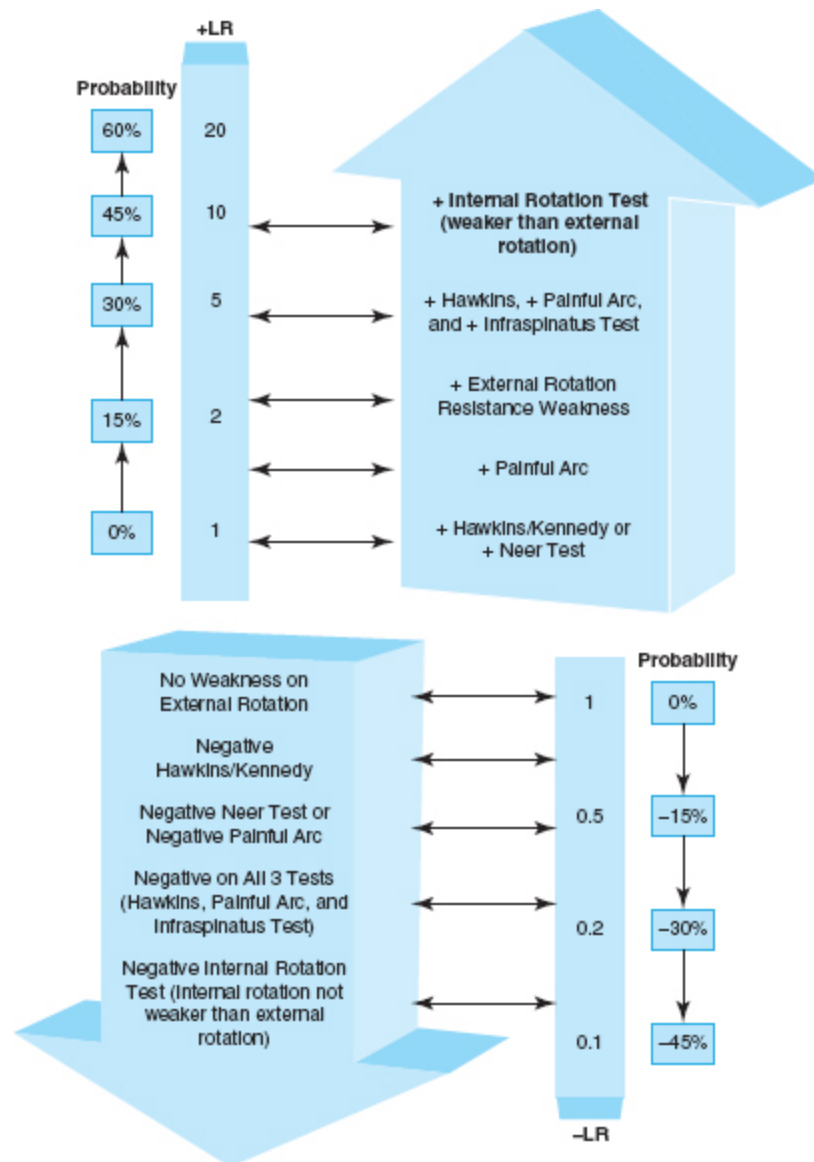 +LR
Probability
60%
20
45%
10
+ Internal Rotation Test
(weaker than external
rotation)
30%
5
+ Hawkins, + Painful Arc,
and + Infraspinatus Test
15%
2
+ External Rotation
Resistance Weakness
+ Painful Arc
0%
1
+ Hawkins/Kennedy or
+ Neer Test
Probability
No Weakness on
External Rotation
1
0%
Negative
Hawkins/Kennedy
Negative Neer Test or
Negative Painful Arc
0.5
–15%
Negative on All 3 Tests
(Hawkins, Painful Arc, and
Infraspinatus Test)
0.2
–30%
Negative Internal Rotation
Test (Internal rotation not
weaker than external
rotation)
0.1
–45%
–LR